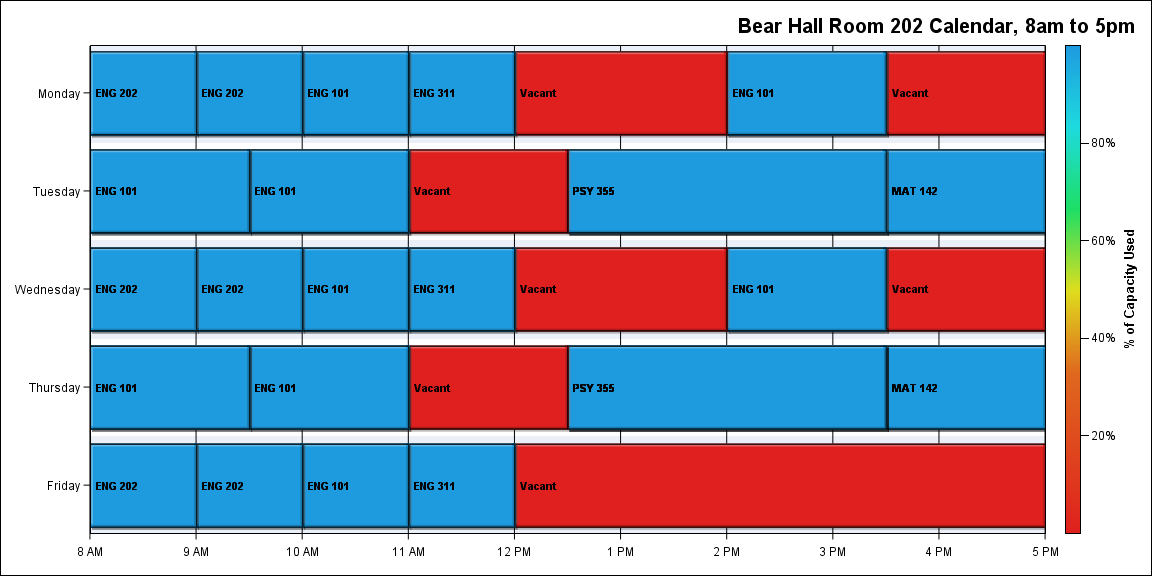 Bear Hall Room 202 Calendar, 8am to 5pm
Monday
ENG 202
ENG 202
ENG 101
ENG 311
Vacant
ENG 101
Vacant
Tuesday
ENG 101
ENG 101
Vacant
PSY 355
MAT 142
Wednesday
ENG 202
ENG 202
ENG 101
ENG 311
Vacant
ENG 101
Vacant
Thursday
ENG 101
ENG 101
Vacant
PSY 355
MAT 142
Friday
ENG 202
ENG 202
ENG 101
ENG 311
Vacant
8 AM
9 AM
10 AM
11 AM
12 PM
1 PM
2 PM
3 PM
4 PM
5 PM
80%
60%
40%
20%
% of Capacity Used